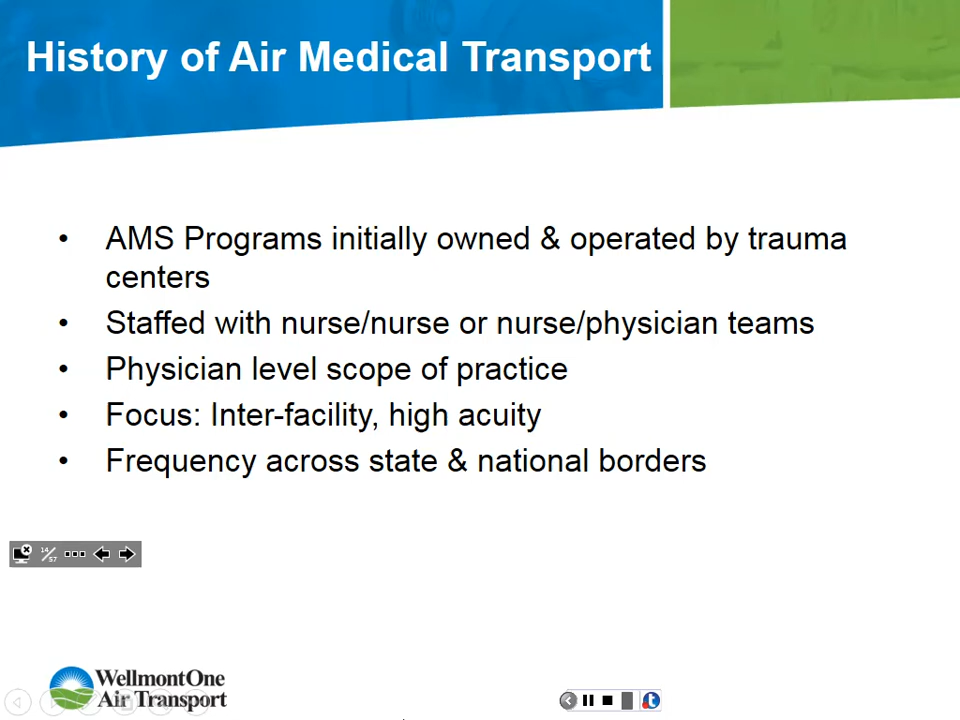 History of Air Medical Transport
• AMS Programs initially owned & operated by trauma
centers
• Staffed with nurse/nurse or nurse/physician teams
• Physician level scope of practice
• Focus: Inter-facility, high acuity
• Frequency across state & national borders
14/57
WellmontOne
Air Transport
t